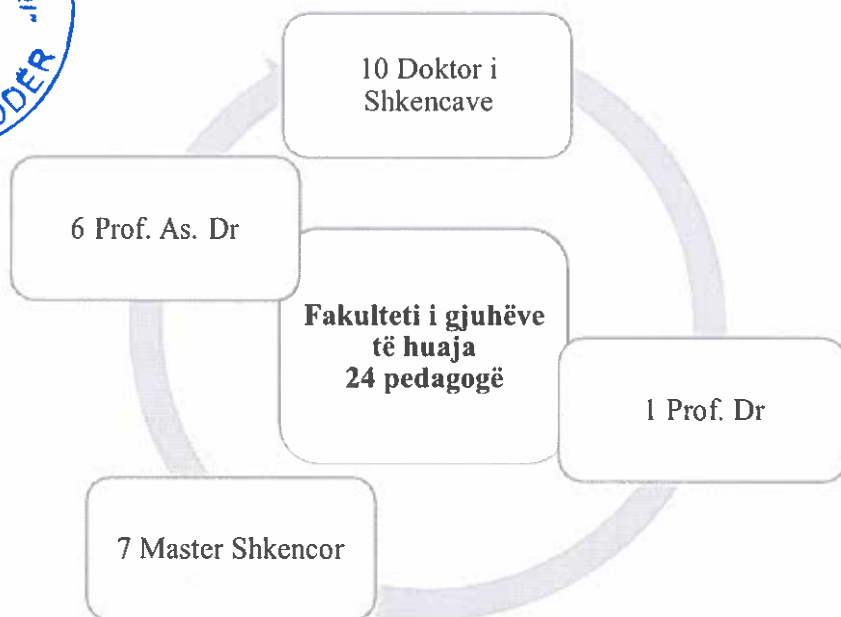 ODËR
10 Doktor i
Shkencave
6 Prof. As. Dr
Fakulteti i gjuhëve
të huaja
24 pedagogë
1 Prof. Dr
7 Master Shkencor